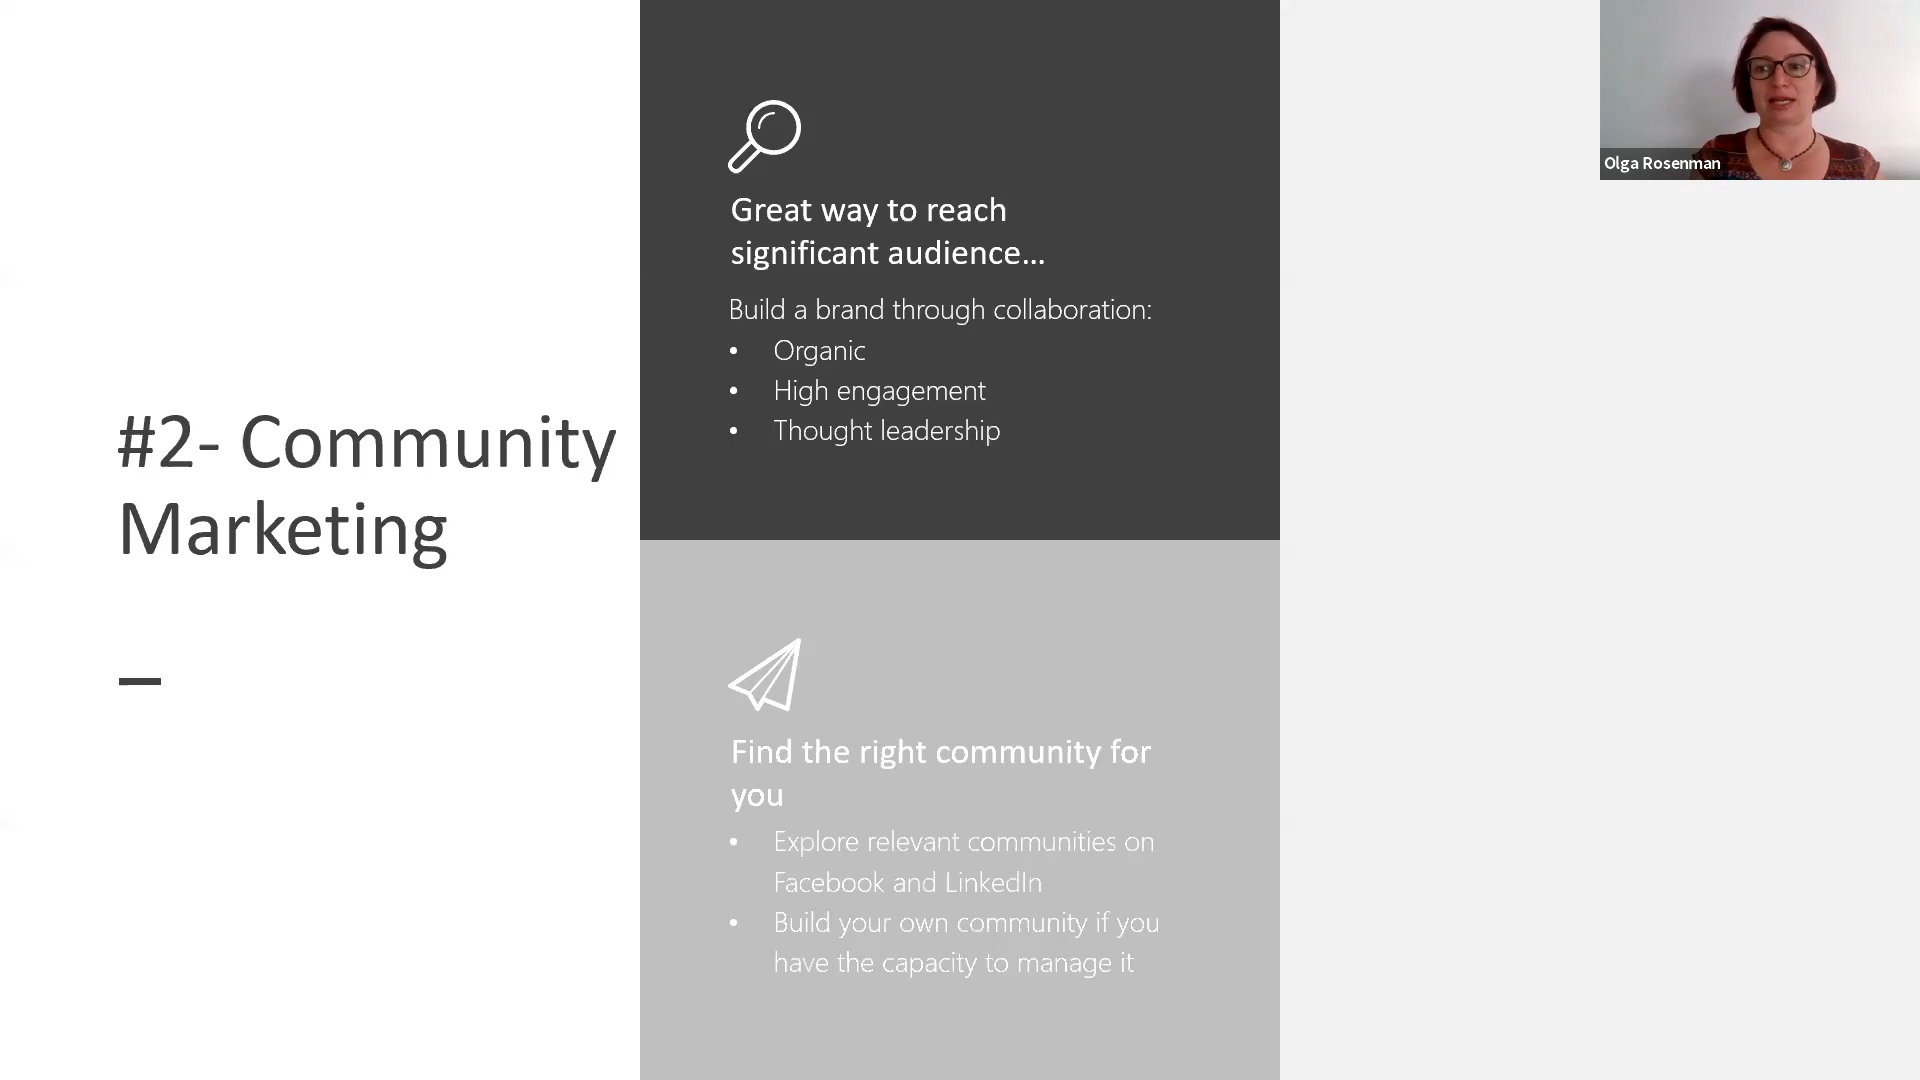 #2- Community
Marketing
Great way to reach
significant audience...
Build a brand through collaboration:
• Organic
• High engagement
• Thought leadership
Find the right community for
you
• Explore relevant communities on
Facebook and LinkedIn
• Build your own community if you
have the capacity to manage it
Olga Rosenman